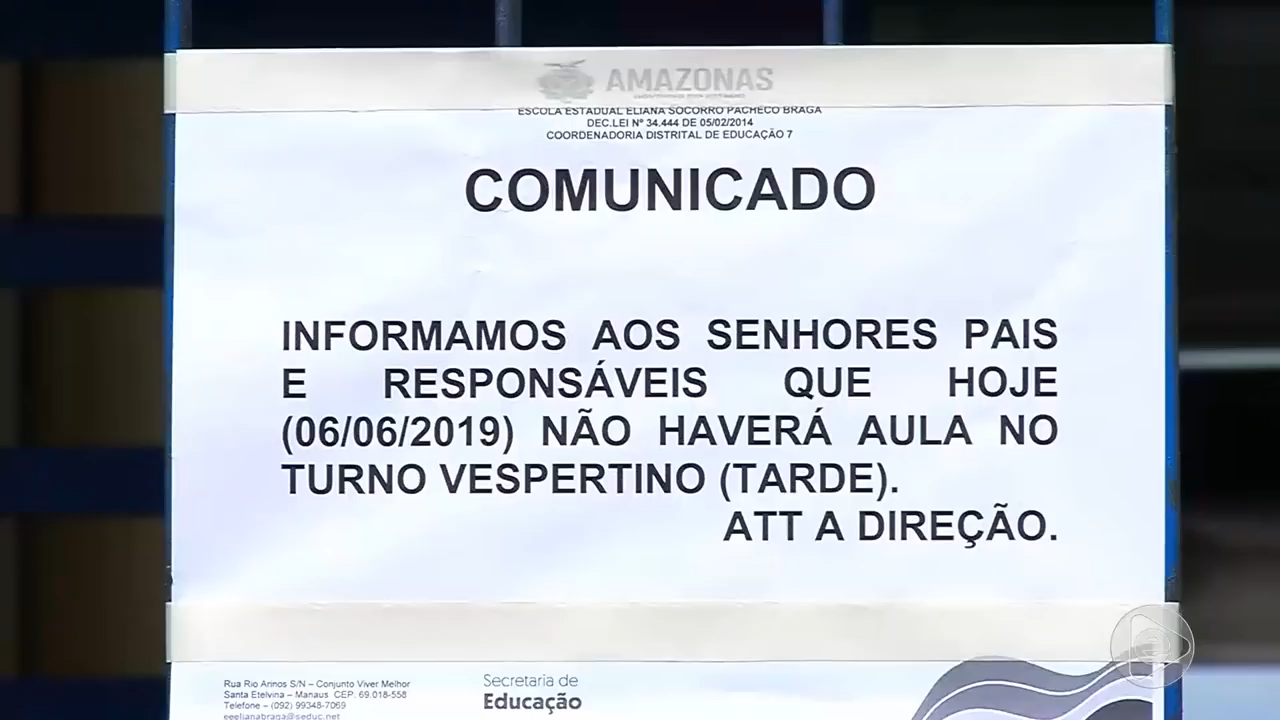 AMAZONAS
ESCOLA ESTADUAL ELIANA SOCORRO PACHECO BRAGA
DEC.LEI Nº 34.444 DE 05/02/2014
COORDENADORIA DISTRITAL DE EDUCAÇÃO 7
COMUNICADO
INFORMAMOS AOS SENHORES PAIS
E RESPONSÁVEIS QUE HOJE
(06/06/2019) NÃO HAVERÁ AULA NO
TURNO VESPERTINO (TARDE).
ATT A DIREÇÃO.
Rua Rio Arinos S/N – Conjunto Viver Melhor
Santa Etelvina – Manaus CEP. 69.018-558
Telefone – (092) 99348-7069
eeelianabraga@seduc.net
Secretaria de
Educação